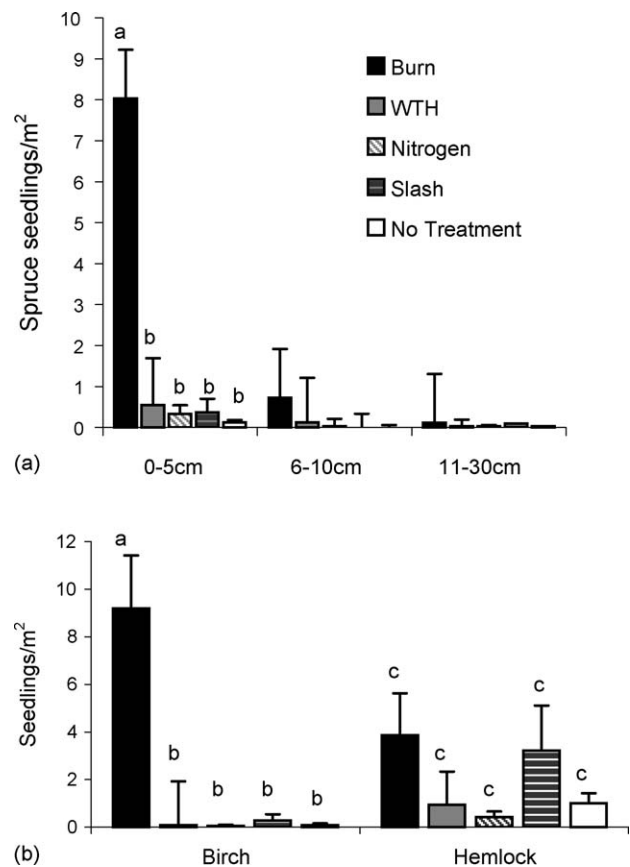 10
9
8
7
6
5
4
3
2
1
0
Spruce seedlings/m²
a
b
b
b
b
Burn
WTH
Nitrogen
Slash
No Treatment
(a)
0-5cm 6-10cm 11-30cm
12
10
8
6
4
2
0
Seedlings/m²
a
b
b
b
b
c
c
c
c
c
(b)
Birch Hemlock